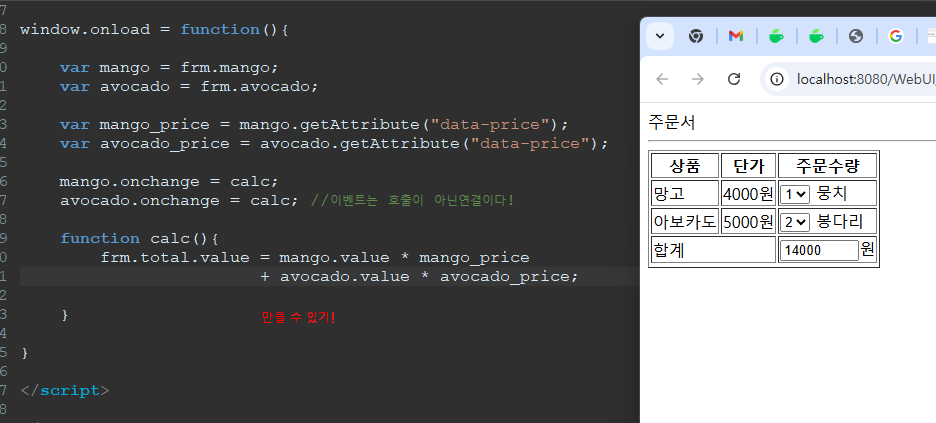 7
8 window.onload = function(){
9
0 var mango = frm.mango;
1 var avocado = frm.avocado;
2
3 var mango_price = mango.getAttribute("data-price");
4 var avocado_price = avocado.getAttribute("data-price");
5
6 mango.onchange = calc;
7 avocado.onchange = calc; //이벤트는 호출이 아닌연결이다!
8
9 function calc(){
0 frm.total.value = mango.value * mango_price
1 + avocado.value * avocado_price;
2
3 }
만들 수 있기!
4
5 }
6
7 </script>
8
localhost:8080/WebUI
주문서
상품 단가 주문수량
망고 4000원 1 뭉치
아보카도 5000원 2 봉다리
합계 14000 원